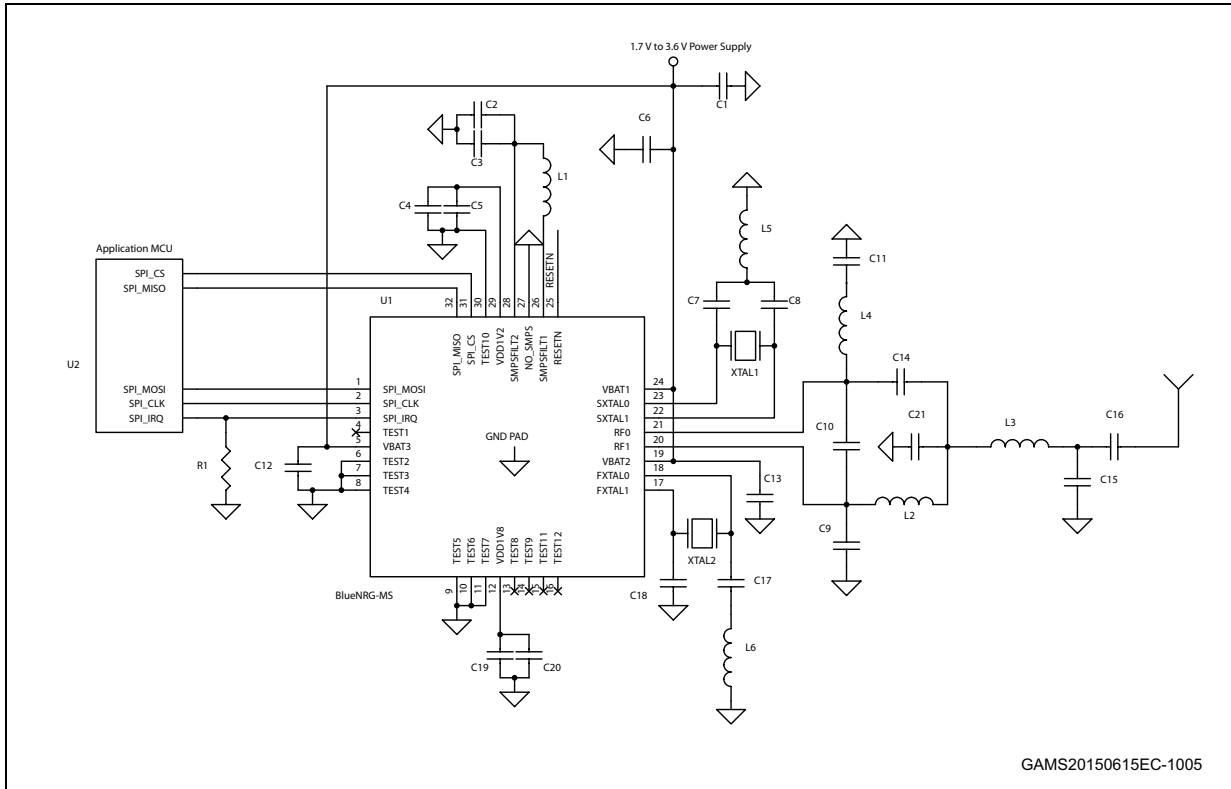 1.7 V to 3.6 V Power Supply
C1
C2
C3
C6
L1
C4
C5
L5
C7
C8
XTAL1
C11
L4
C14
C10
C21
L3
C16
C15
L2
C9
Application MCU
SPI_CS
SPI_MISO
U2
SPI_MOSI
SPI_CLK
SPI_IRQ
R1
C12
U1
32
31
30
29
28
27
26
25
RESETN
SPI_MISO
SPI_CS
TEST10
VDD1V2
SMPSFILT2
NO_SMPS
SMPSFILT1
RESETN
1 SPI_MOSI
2 SPI_CLK
3 SPI_IRQ
4 TEST1
5 VBAT3
6 TEST2
7 TEST3
8 TEST4
GND PAD
VBAT1 24
SXTAL0 23
SXTAL1 22
RF0 21
RF1 20
VBAT2 19
FXTAL0 18
FXTAL1 17
C13
XTAL2
C18
C17
L6
TEST5
TEST6
TEST7
VDD1V8
TEST8
TEST9
TEST11
TEST12
9
10
11
12
13
14
15
16
BlueNRG-MS
C19
C20
GAMS20150615EC-1005